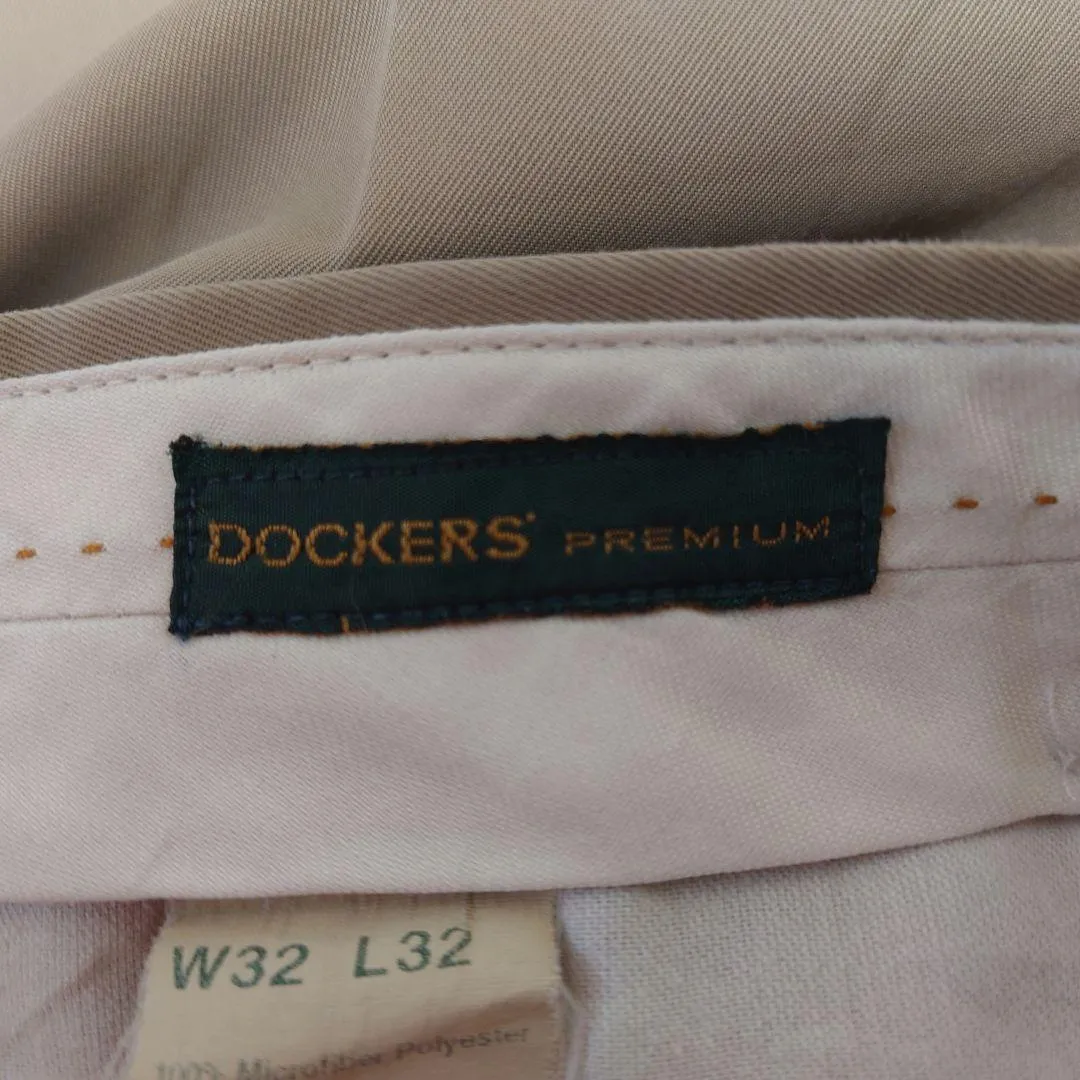 DOCKERS® PREMIUM
W32 L32
100% Microfiber Polyester